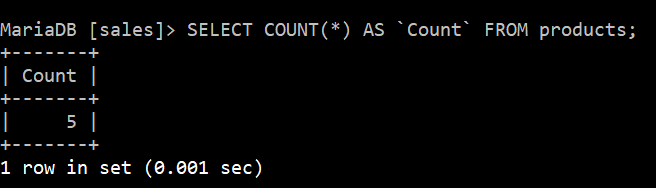 MariaDB [sales]> SELECT COUNT(*) AS `Count` FROM products;
+-------+
| Count |
+-------+
|     5 |
+-------+
1 row in set (0.001 sec)